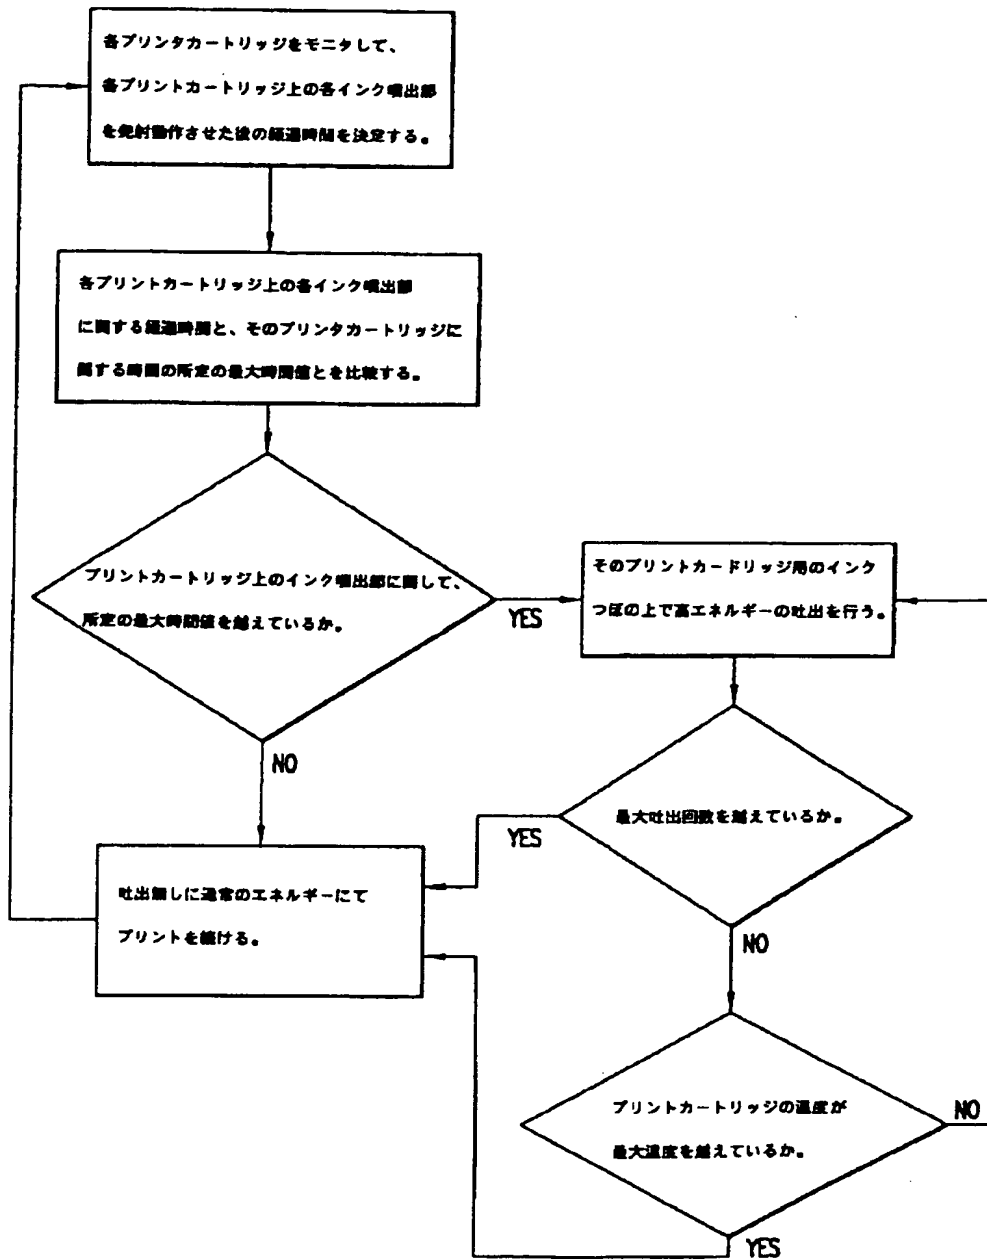 各プリンタカートリッジをモニタして、
各プリントカートリッジ上の各インク噴出部
を発射動作させた後の経過時間を決定する。
各プリントカートリッジ上の各インク噴出部
に関する経過時間と、そのプリンタカートリッジに
関する時間の所定の最大時間値とを比較する。
プリントカートリッジ上のインク噴出部に関して、
所定の最大時間値を越えているか。
YES
NO
そのプリントカードリッジ用のインク
つぼの上で高エネルギーの吐出を行う。
最大吐出回数を越えているか。
YES
NO
吐出無しに通常のエネルギーにて
プリントを続ける。
プリントカートリッジの温度が
最大温度を越えているか。
NO
YES